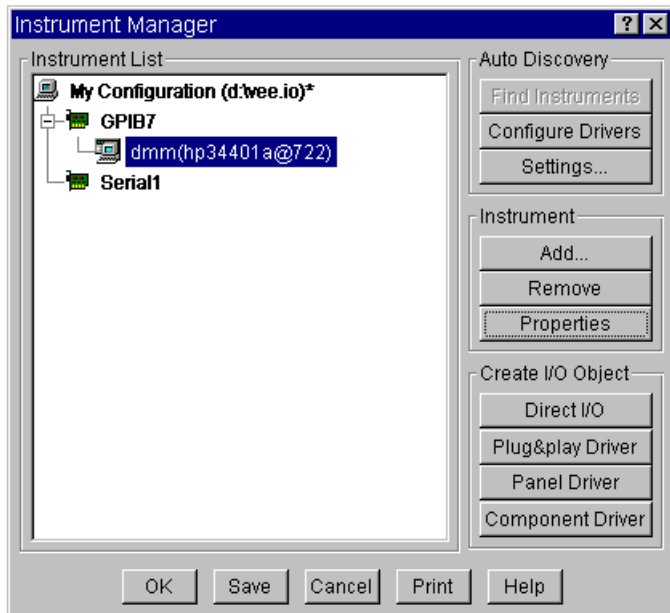 Instrument Manager
Instrument List
My Configuration (d:\vee.io)*
GPIB7
dmm(hp34401a@722)
Serial1
Auto Discovery
Find Instruments
Configure Drivers
Settings...
Instrument
Add...
Remove
Properties
Create I/O Object
Direct I/O
Plug&play Driver
Panel Driver
Component Driver
OK
Save
Cancel
Print
Help